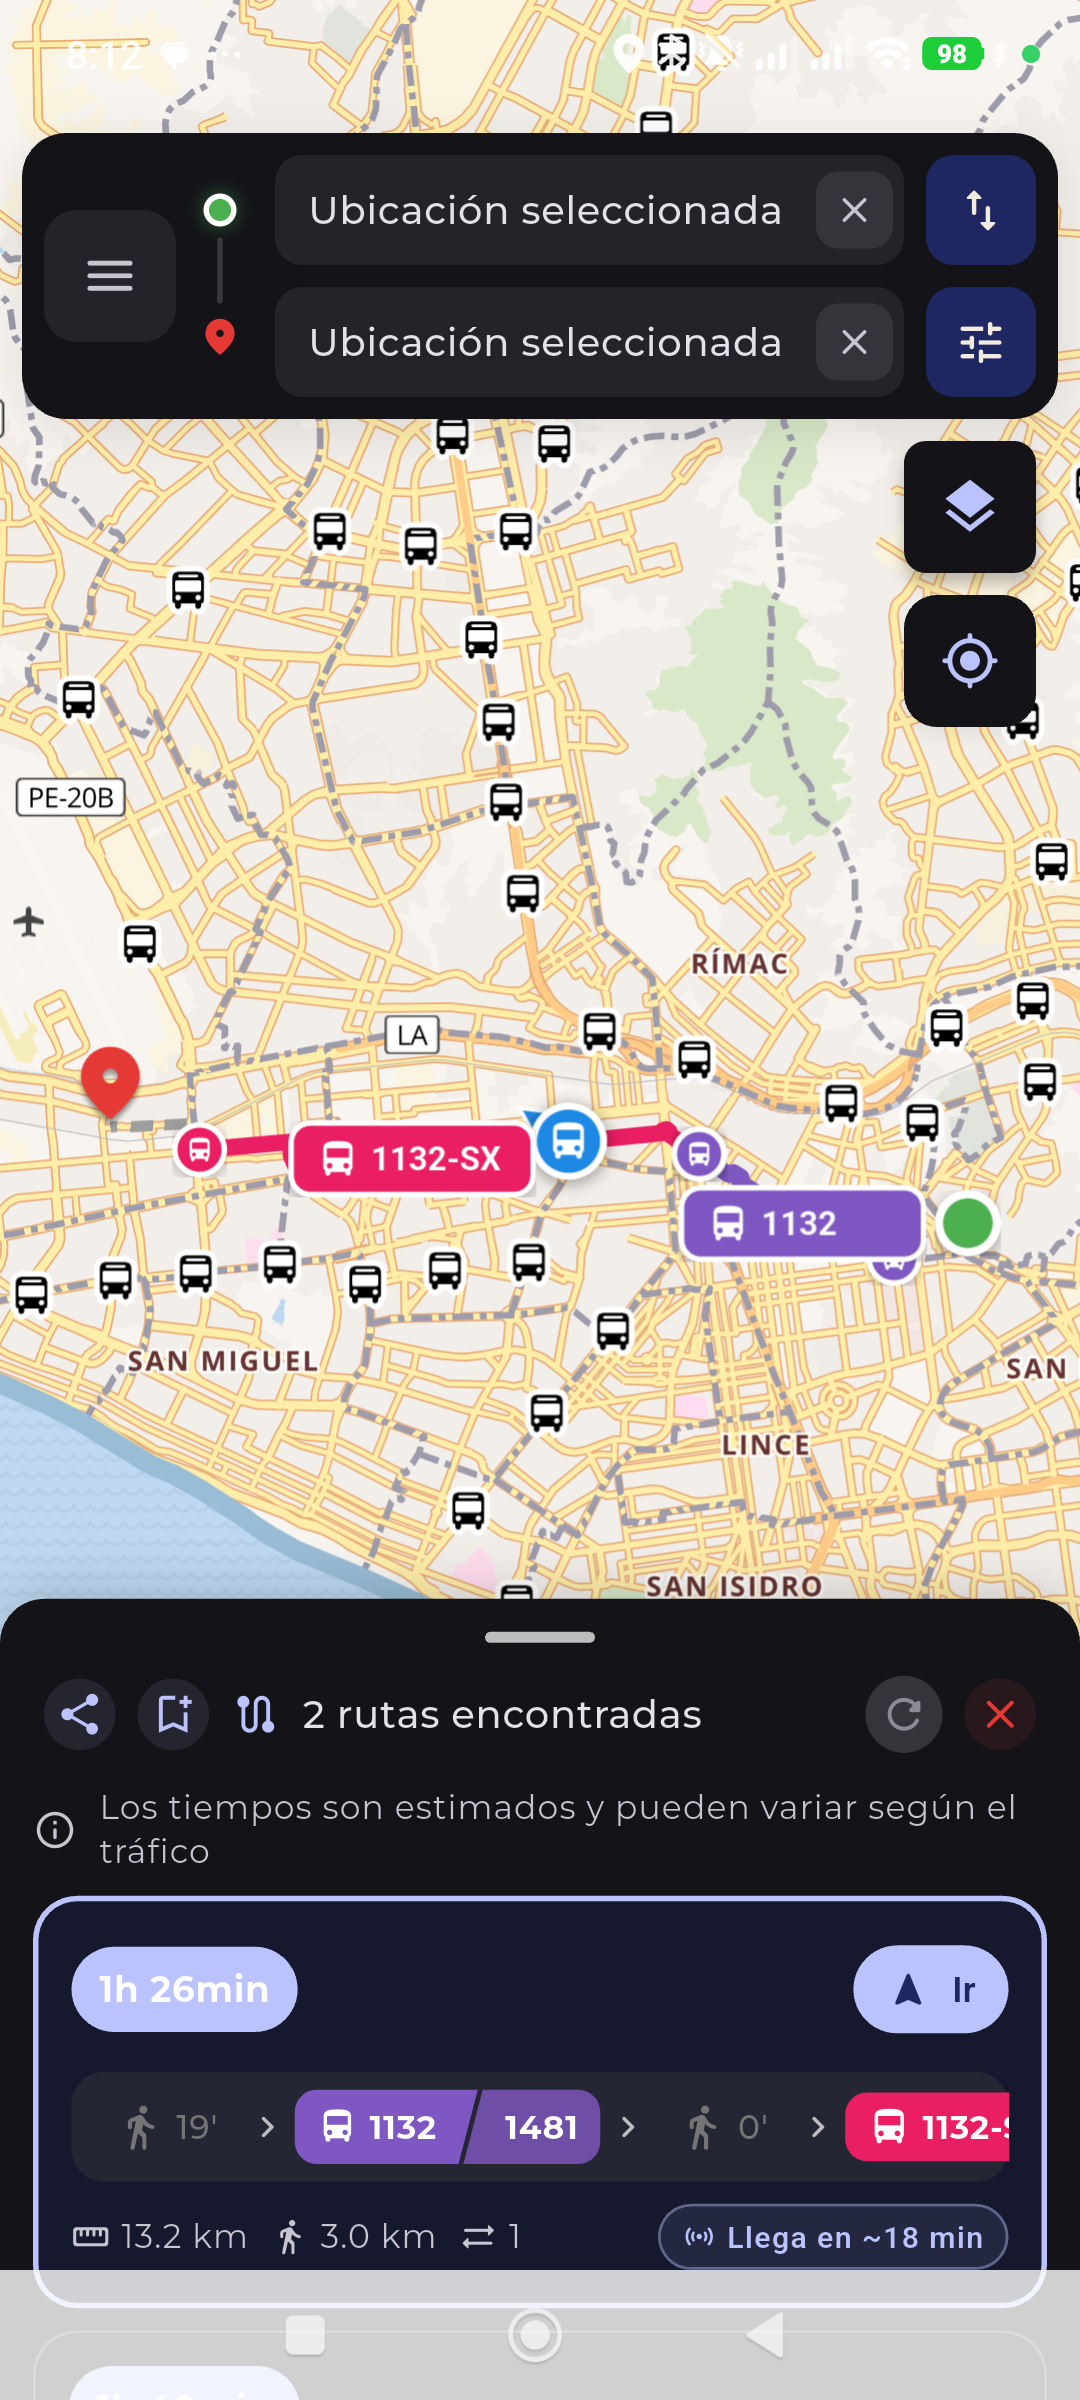 8:12
98
Ubicación seleccionada
Ubicación seleccionada
PE-20B
RÍMAC
LA
1132-SX
1132
SAN MIGUEL
SAN
LINCE
SAN ISIDRO
2 rutas encontradas
Los tiempos son estimados y pueden variar según el
tráfico
1h 26min
Ir
19'
1132
1481
0'
1132-S
13.2 km
3.0 km
1
Llega en ~18 min